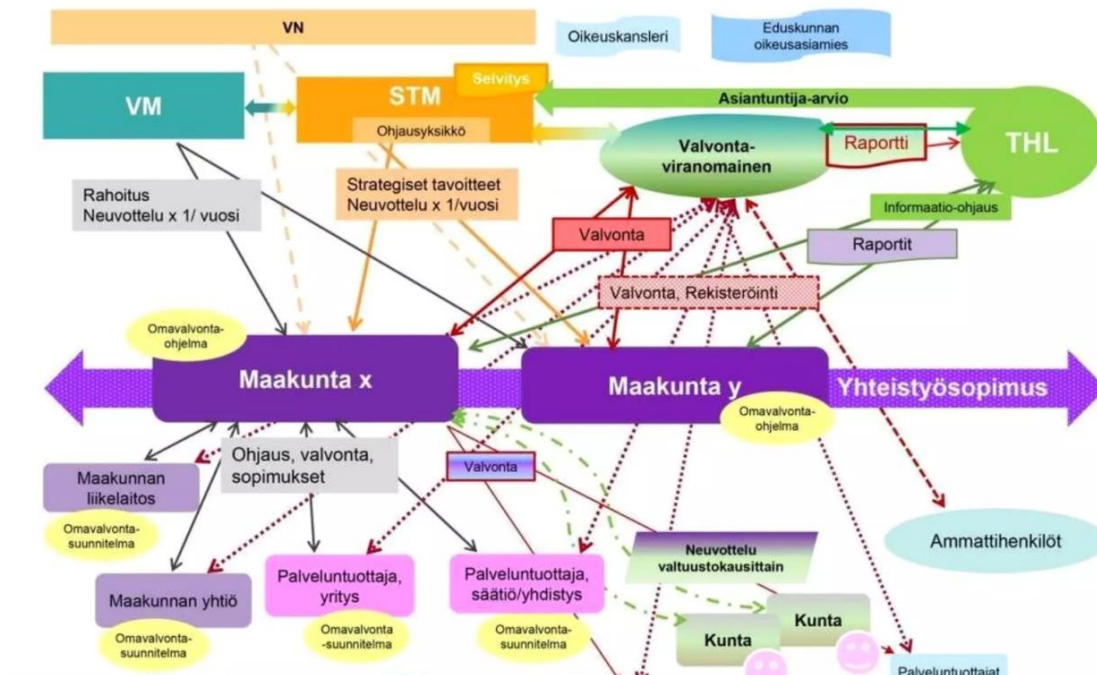 VN
Oikeuskansleri
Eduskunnan
oikeusasiamies
VM
STM
Selvitys
Ohjausyksikkö
Asiantuntija-arvio
Valvonta-
viranomainen
Raportti
THL
Rahoitus
Neuvottelu x 1/ vuosi
Strategiset tavoitteet
Neuvottelu x 1/vuosi
Informaatio-ohjaus
Valvonta
Raportit
Valvonta, Rekisteröinti
Omavalvonta-
ohjelma
Maakunta x
Maakunta y
Yhteistyösopimus
Omavalvonta-
ohjelma
Ohjaus, valvonta,
sopimukset
Valvonta
Maakunnan
liikelaitos
Omavalvonta-
suunnitelma
Ammattihenkilöt
Neuvottelu
valtuustokausittain
Maakunnan yhtiö
Palveluntuottaja,
yritys
Palveluntuottaja,
säätiö/yhdistys
Omavalvonta-
suunnitelma
Omavalvonta
-suunnitelma
Omavalvonta-
suunnitelma
Kunta
Kunta
Palveluntuottajat